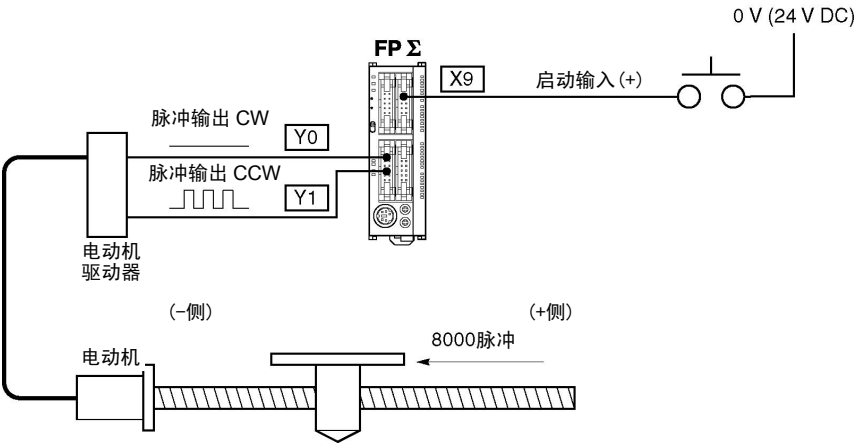 0 V (24 V DC)
FP Σ
X9
启动输入(+)
脉冲输出 CW
Y0
脉冲输出 CCW
Y1
电动机
驱动器
(−侧)
(+侧)
8000脉冲
电动机